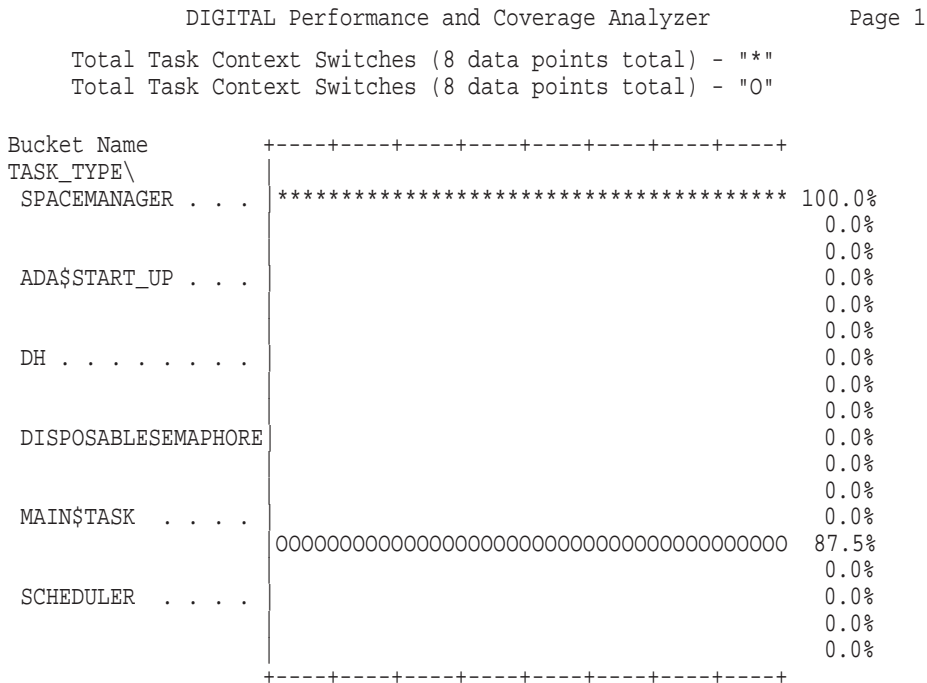 DIGITAL Performance and Coverage Analyzer Page 1
Total Task Context Switches (8 data points total) - "*"
Total Task Context Switches (8 data points total) - "O"
Bucket Name +----+----+----+----+----+----+----+----+
TASK_TYPE\ |
SPACEMANAGER . . . |**************************************** 100.0%
| 0.0%
| 0.0%
ADA$START_UP . . . | 0.0%
| 0.0%
| 0.0%
DH . . . . . . . . | 0.0%
| 0.0%
| 0.0%
DISPOSABLESEMAPHORE| 0.0%
| 0.0%
| 0.0%
MAIN$TASK . . . . | 0.0%
|OOOOOOOOOOOOOOOOOOOOOOOOOOOOOOOOOOOOOOOO 87.5%
| 0.0%
SCHEDULER . . . . | 0.0%
| 0.0%
| 0.0%
+----+----+----+----+----+----+----+----+